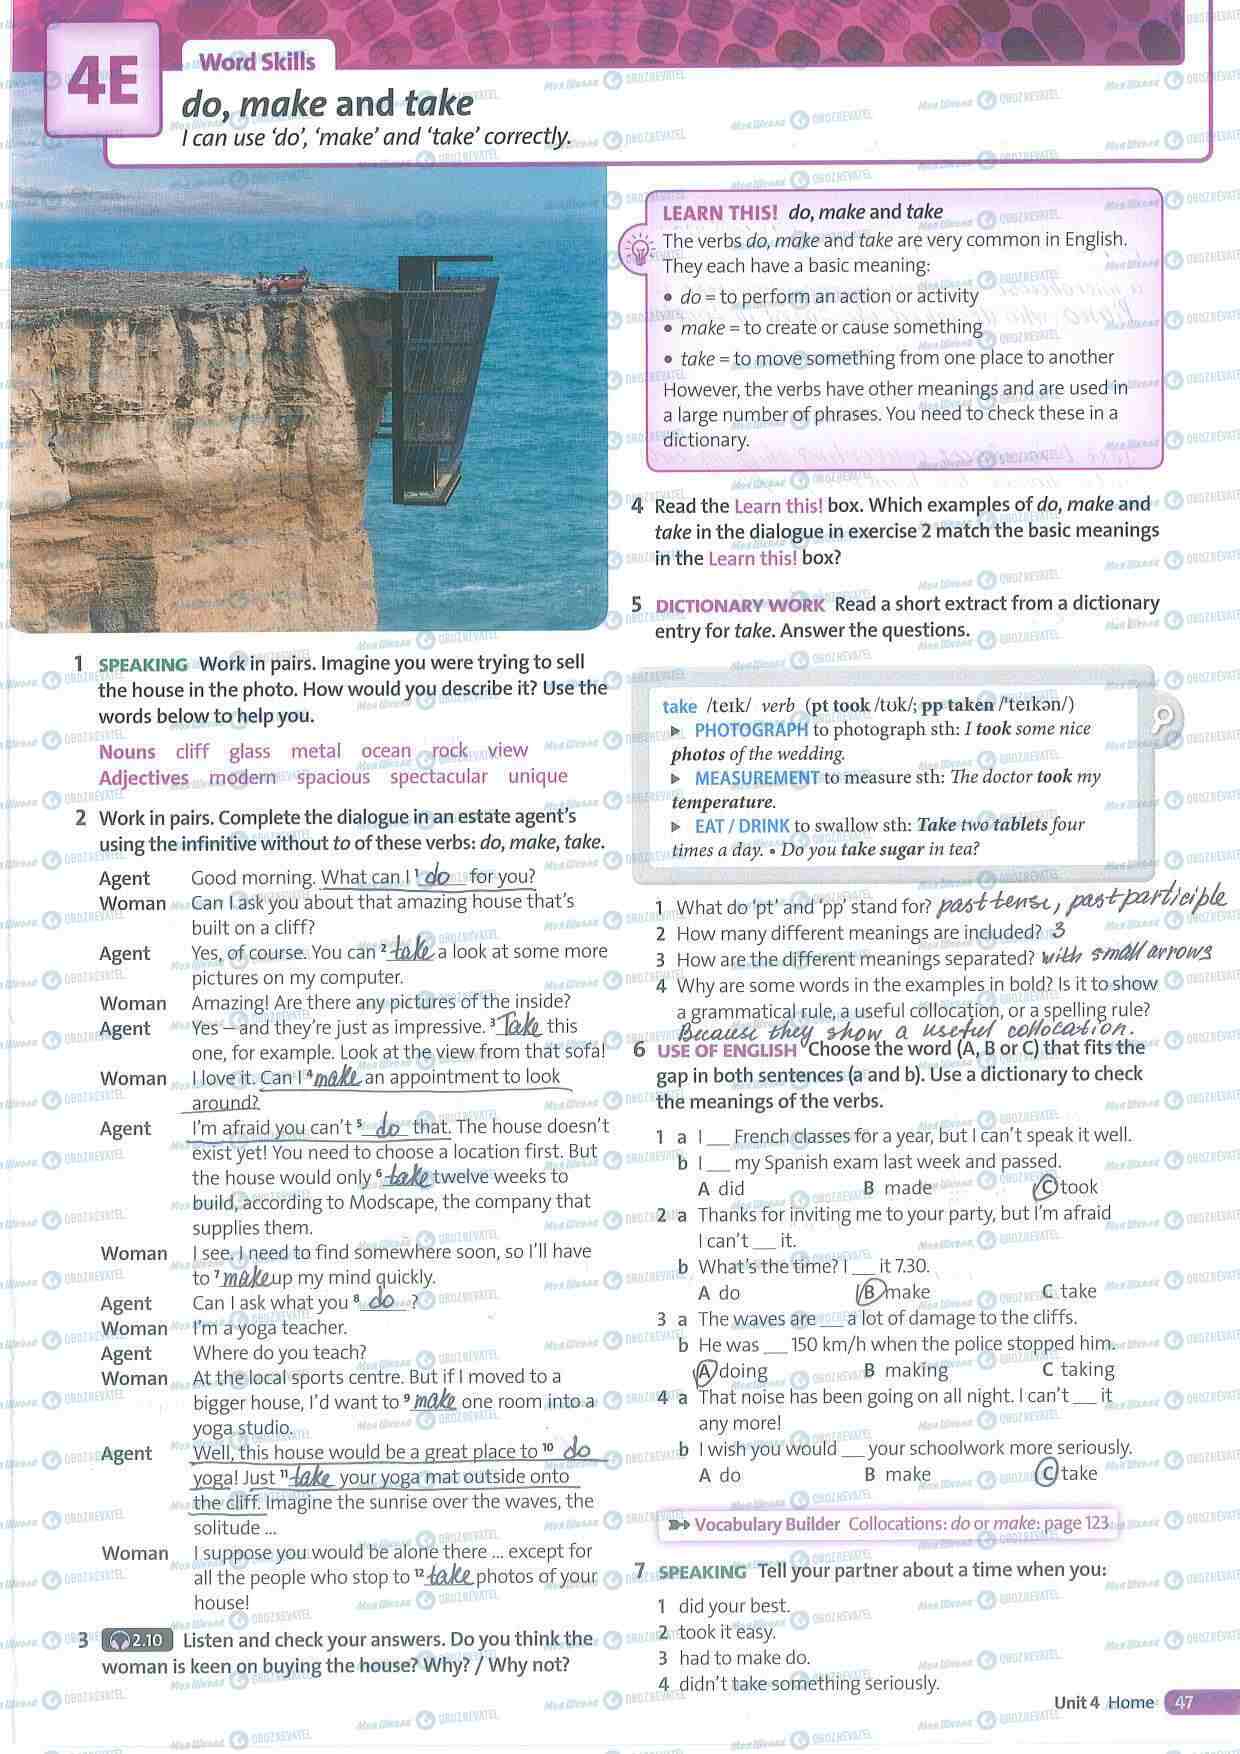 4E
Word Skills
do, make and take
I can use 'do', 'make' and 'take' correctly.
1 SPEAKING Work in pairs. Imagine you were trying to sell
the house in the photo. How would you describe it? Use the
words below to help you.
Nouns cliff glass metal ocean rock view
Adjectives modern spacious spectacular unique
2 Work in pairs. Complete the dialogue in an estate agent's
using the infinitive without to of these verbs: do, make, take.
Agent Good morning. What can I ¹ do for you?
Woman Can I ask you about that amazing house that's
built on a cliff?
Agent Yes, of course. You can ² take a look at some more
pictures on my computer.
Woman Amazing! Are there any pictures of the inside?
Agent Yes – and they're just as impressive. ³ Take this
one, for example. Look at the view from that sofa!
Woman I love it. Can I ⁴ make an appointment to look
around?
Agent I'm afraid you can't ⁵ do that. The house doesn't
exist yet! You need to choose a location first. But
the house would only ⁶ take twelve weeks to
build, according to Modscape, the company that
supplies them.
Woman I see. I need to find somewhere soon, so I'll have
to ⁷ make up my mind quickly.
Agent Can I ask what you ⁸ do ?
Woman I'm a yoga teacher.
Agent Where do you teach?
Woman At the local sports centre. But if I moved to a
bigger house, I'd want to ⁹ make one room into a
yoga studio.
Agent Well, this house would be a great place to ¹⁰ do
yoga! Just ¹¹ take your yoga mat outside onto
the cliff. Imagine the sunrise over the waves, the
solitude ...
Woman I suppose you would be alone there ... except for
all the people who stop to ¹² take photos of your
house!
3 2.10 Listen and check your answers. Do you think the
woman is keen on buying the house? Why? / Why not?
LEARN THIS! do, make and take
The verbs do, make and take are very common in English.
They each have a basic meaning:
• do = to perform an action or activity
• make = to create or cause something
• take = to move something from one place to another
However, the verbs have other meanings and are used in
a large number of phrases. You need to check these in a
dictionary.
4 Read the Learn this! box. Which examples of do, make and
take in the dialogue in exercise 2 match the basic meanings
in the Learn this! box?
5 DICTIONARY WORK Read a short extract from a dictionary
entry for take. Answer the questions.
take /teɪk/ verb (pt took /tʊk/; pp taken /ˈteɪkən/)
▶ PHOTOGRAPH to photograph sth: I took some nice
photos of the wedding.
▶ MEASUREMENT to measure sth: The doctor took my
temperature.
▶ EAT / DRINK to swallow sth: Take two tablets four
times a day. • Do you take sugar in tea?
1 What do 'pt' and 'pp' stand for? past tense, past participle
2 How many different meanings are included? 3
3 How are the different meanings separated? with small arrows
4 Why are some words in the examples in bold? Is it to show
a grammatical rule, a useful collocation, or a spelling rule?
Because they show a useful collocation.
6 USE OF ENGLISH Choose the word (A, B or C) that fits the
gap in both sentences (a and b). Use a dictionary to check
the meanings of the verbs.
1 a I ___ French classes for a year, but I can't speak it well.
b I ___ my Spanish exam last week and passed.
A did B made C took
2 a Thanks for inviting me to your party, but I'm afraid
I can't ___ it.
b What's the time? I ___ it 7.30.
A do B make C take
3 a The waves are ___ a lot of damage to the cliffs.
b He was ___ 150 km/h when the police stopped him.
A doing B making C taking
4 a That noise has been going on all night. I can't ___ it
any more!
b I wish you would ___ your schoolwork more seriously.
A do B make C take
Vocabulary Builder Collocations: do or make: page 123
7 SPEAKING Tell your partner about a time when you:
1 did your best.
2 took it easy.
3 had to make do.
4 didn't take something seriously.
Unit 4 Home 47